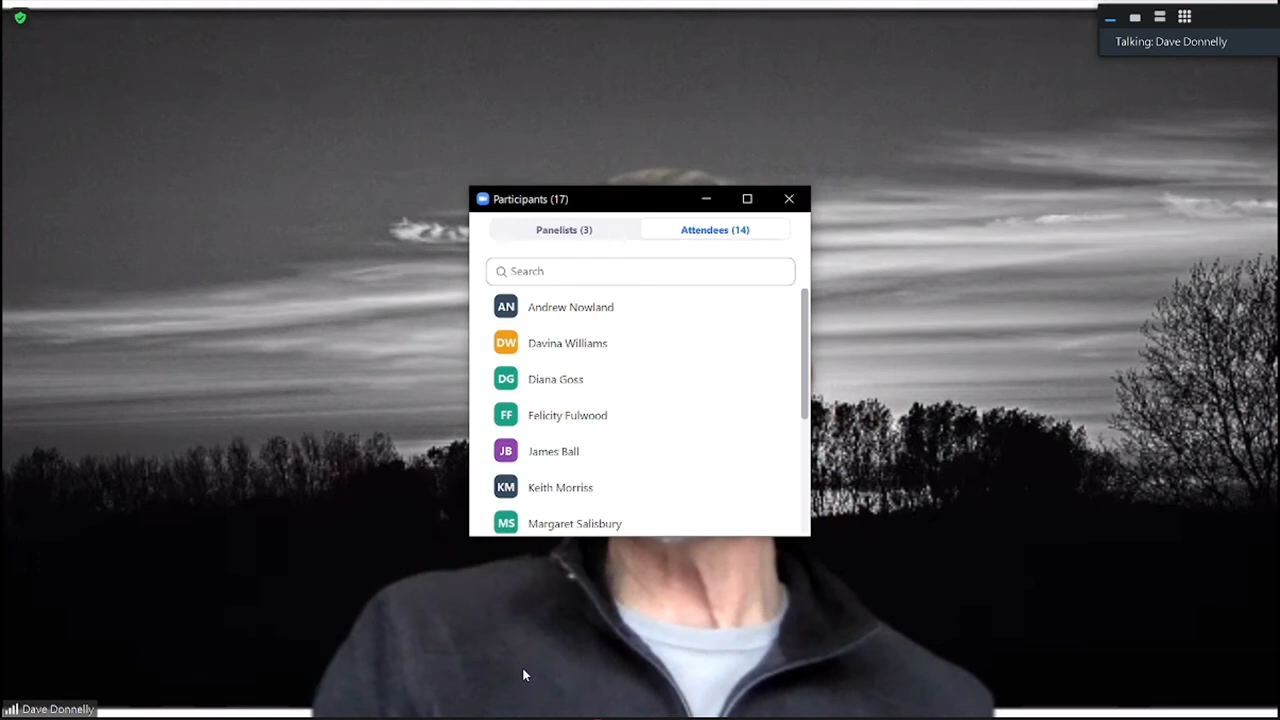 Talking: Dave Donnelly
Participants (17)
Panelists (3)
Attendees (14)
Search
AN Andrew Nowland
DW Davina Williams
DG Diana Goss
FF Felicity Fulwood
JB James Ball
KM Keith Morriss
MS Margaret Salisbury
Dave Donnelly